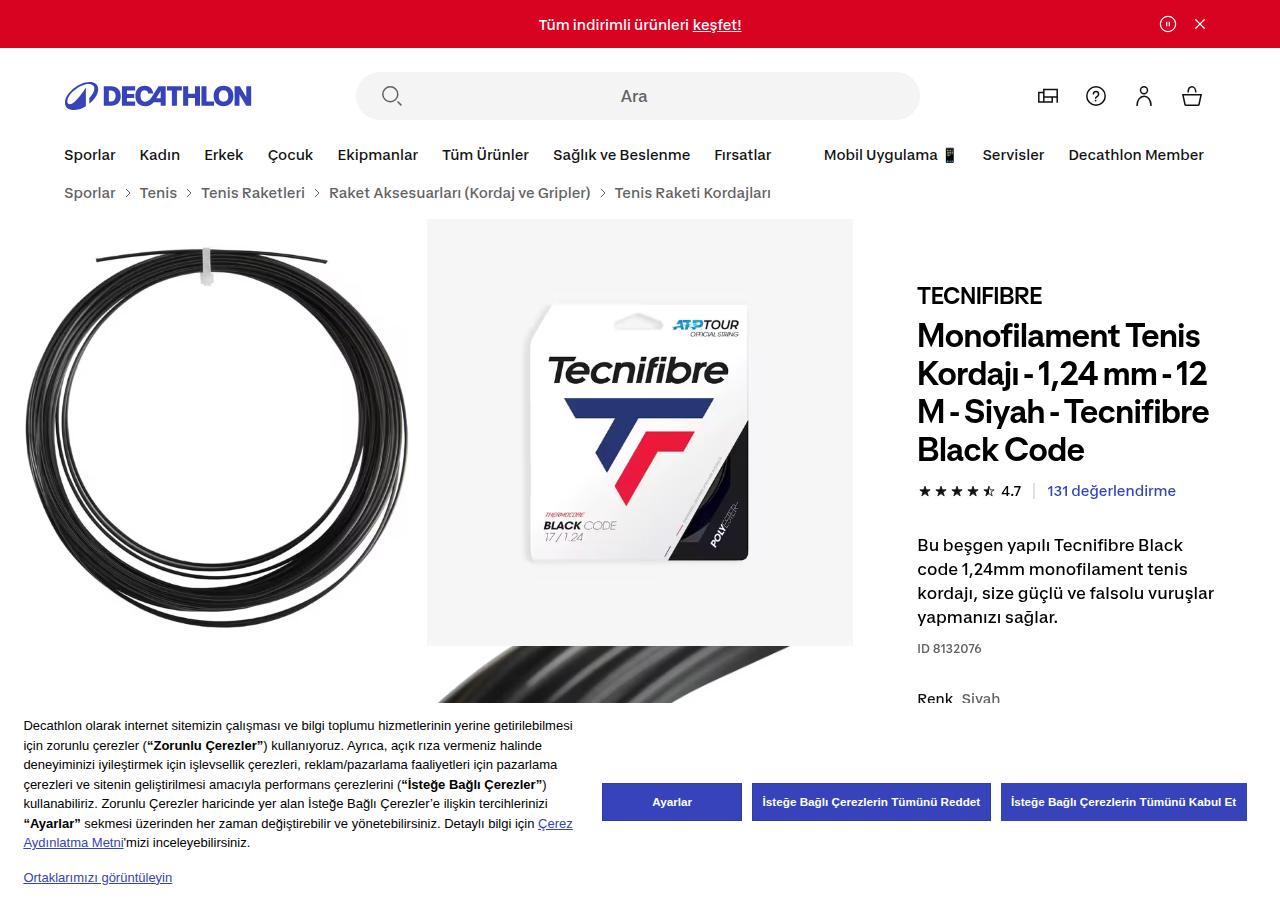 Tüm indirimli ürünleri keşfet!
DECATHLON
Ara
Sporlar Kadın Erkek Çocuk Ekipmanlar Tüm Ürünler Sağlık ve Beslenme Fırsatlar Mobil Uygulama 📱 Servisler Decathlon Member
Sporlar > Tenis > Tenis Raketleri > Raket Aksesuarları (Kordaj ve Gripler) > Tenis Raketi Kordajları
ATP TOUR
OFFICIAL STRING
Tecnifibre
THERMOCORE
BLACK CODE
17 / 1.24
POLYESTER
TECNIFIBRE
Monofilament Tenis
Kordajı - 1,24 mm - 12
M - Siyah - Tecnifibre
Black Code
4.7 131 değerlendirme
Bu beşgen yapılı Tecnifibre Black
code 1,24mm monofilament tenis
kordajı, size güçlü ve falsolu vuruşlar
yapmanızı sağlar.
ID 8132076
Renk Siyah
Decathlon olarak internet sitemizin çalışması ve bilgi toplumu hizmetlerinin yerine getirilebilmesi
için zorunlu çerezler (“Zorunlu Çerezler”) kullanıyoruz. Ayrıca, açık rıza vermeniz halinde
deneyiminizi iyileştirmek için işlevsellik çerezleri, reklam/pazarlama faaliyetleri için pazarlama
çerezleri ve sitenin geliştirilmesi amacıyla performans çerezlerini (“İsteğe Bağlı Çerezler”)
kullanabiliriz. Zorunlu Çerezler haricinde yer alan İsteğe Bağlı Çerezler’e ilişkin tercihlerinizi
“Ayarlar” sekmesi üzerinden her zaman değiştirebilir ve yönetebilirsiniz. Detaylı bilgi için Çerez
Aydınlatma Metni'mizi inceleyebilirsiniz.
Ortaklarımızı görüntüleyin
Ayarlar
İsteğe Bağlı Çerezlerin Tümünü Reddet
İsteğe Bağlı Çerezlerin Tümünü Kabul Et